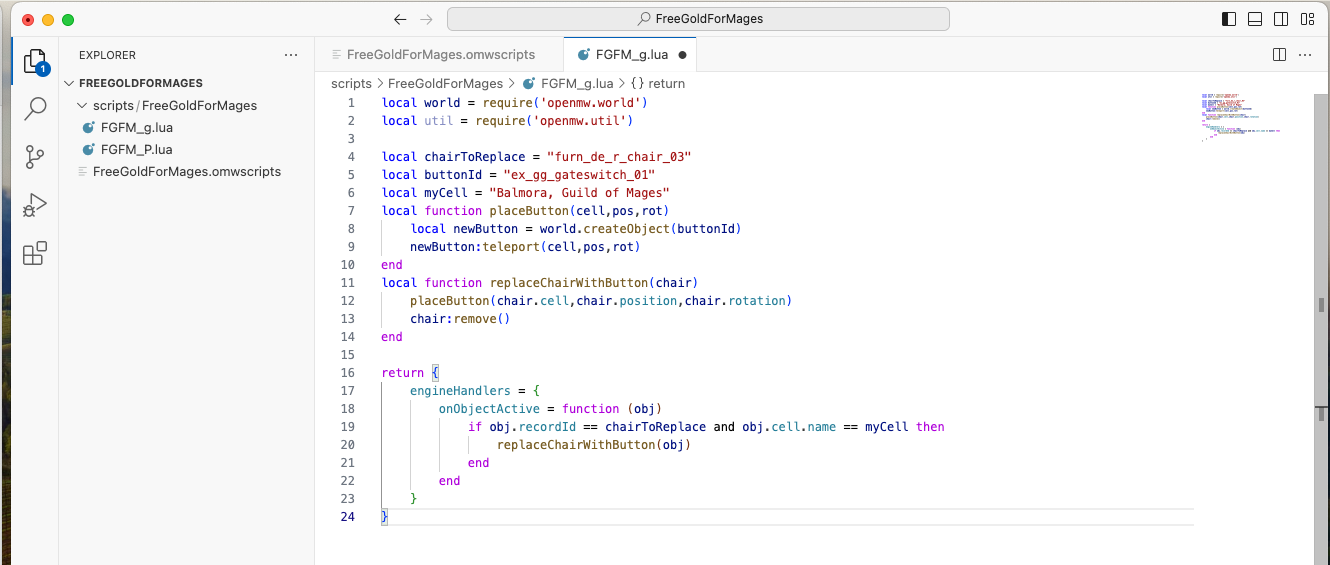 FreeGoldForMages
1
EXPLORER
FREEGOLDFORMAGES
scripts/FreeGoldForMages
FGFM_g.lua
FGFM_P.lua
FreeGoldForMages.omwscripts
FreeGoldForMages.omwscripts
FGFM_g.lua
scripts > FreeGoldForMages > FGFM_g.lua > {} return
1 local world = require('openmw.world')
2 local util = require('openmw.util')
3
4 local chairToReplace = "furn_de_r_chair_03"
5 local buttonId = "ex_gg_gateswitch_01"
6 local myCell = "Balmora, Guild of Mages"
7 local function placeButton(cell,pos,rot)
8     local newButton = world.createObject(buttonId)
9     newButton:teleport(cell,pos,rot)
10 end
11 local function replaceChairWithButton(chair)
12     placeButton(chair.cell,chair.position,chair.rotation)
13     chair:remove()
14 end
15
16 return {
17     engineHandlers = {
18         onObjectActive = function (obj)
19             if obj.recordId == chairToReplace and obj.cell.name == myCell then
20                 replaceChairWithButton(obj)
21             end
22         end
23     }
24 }